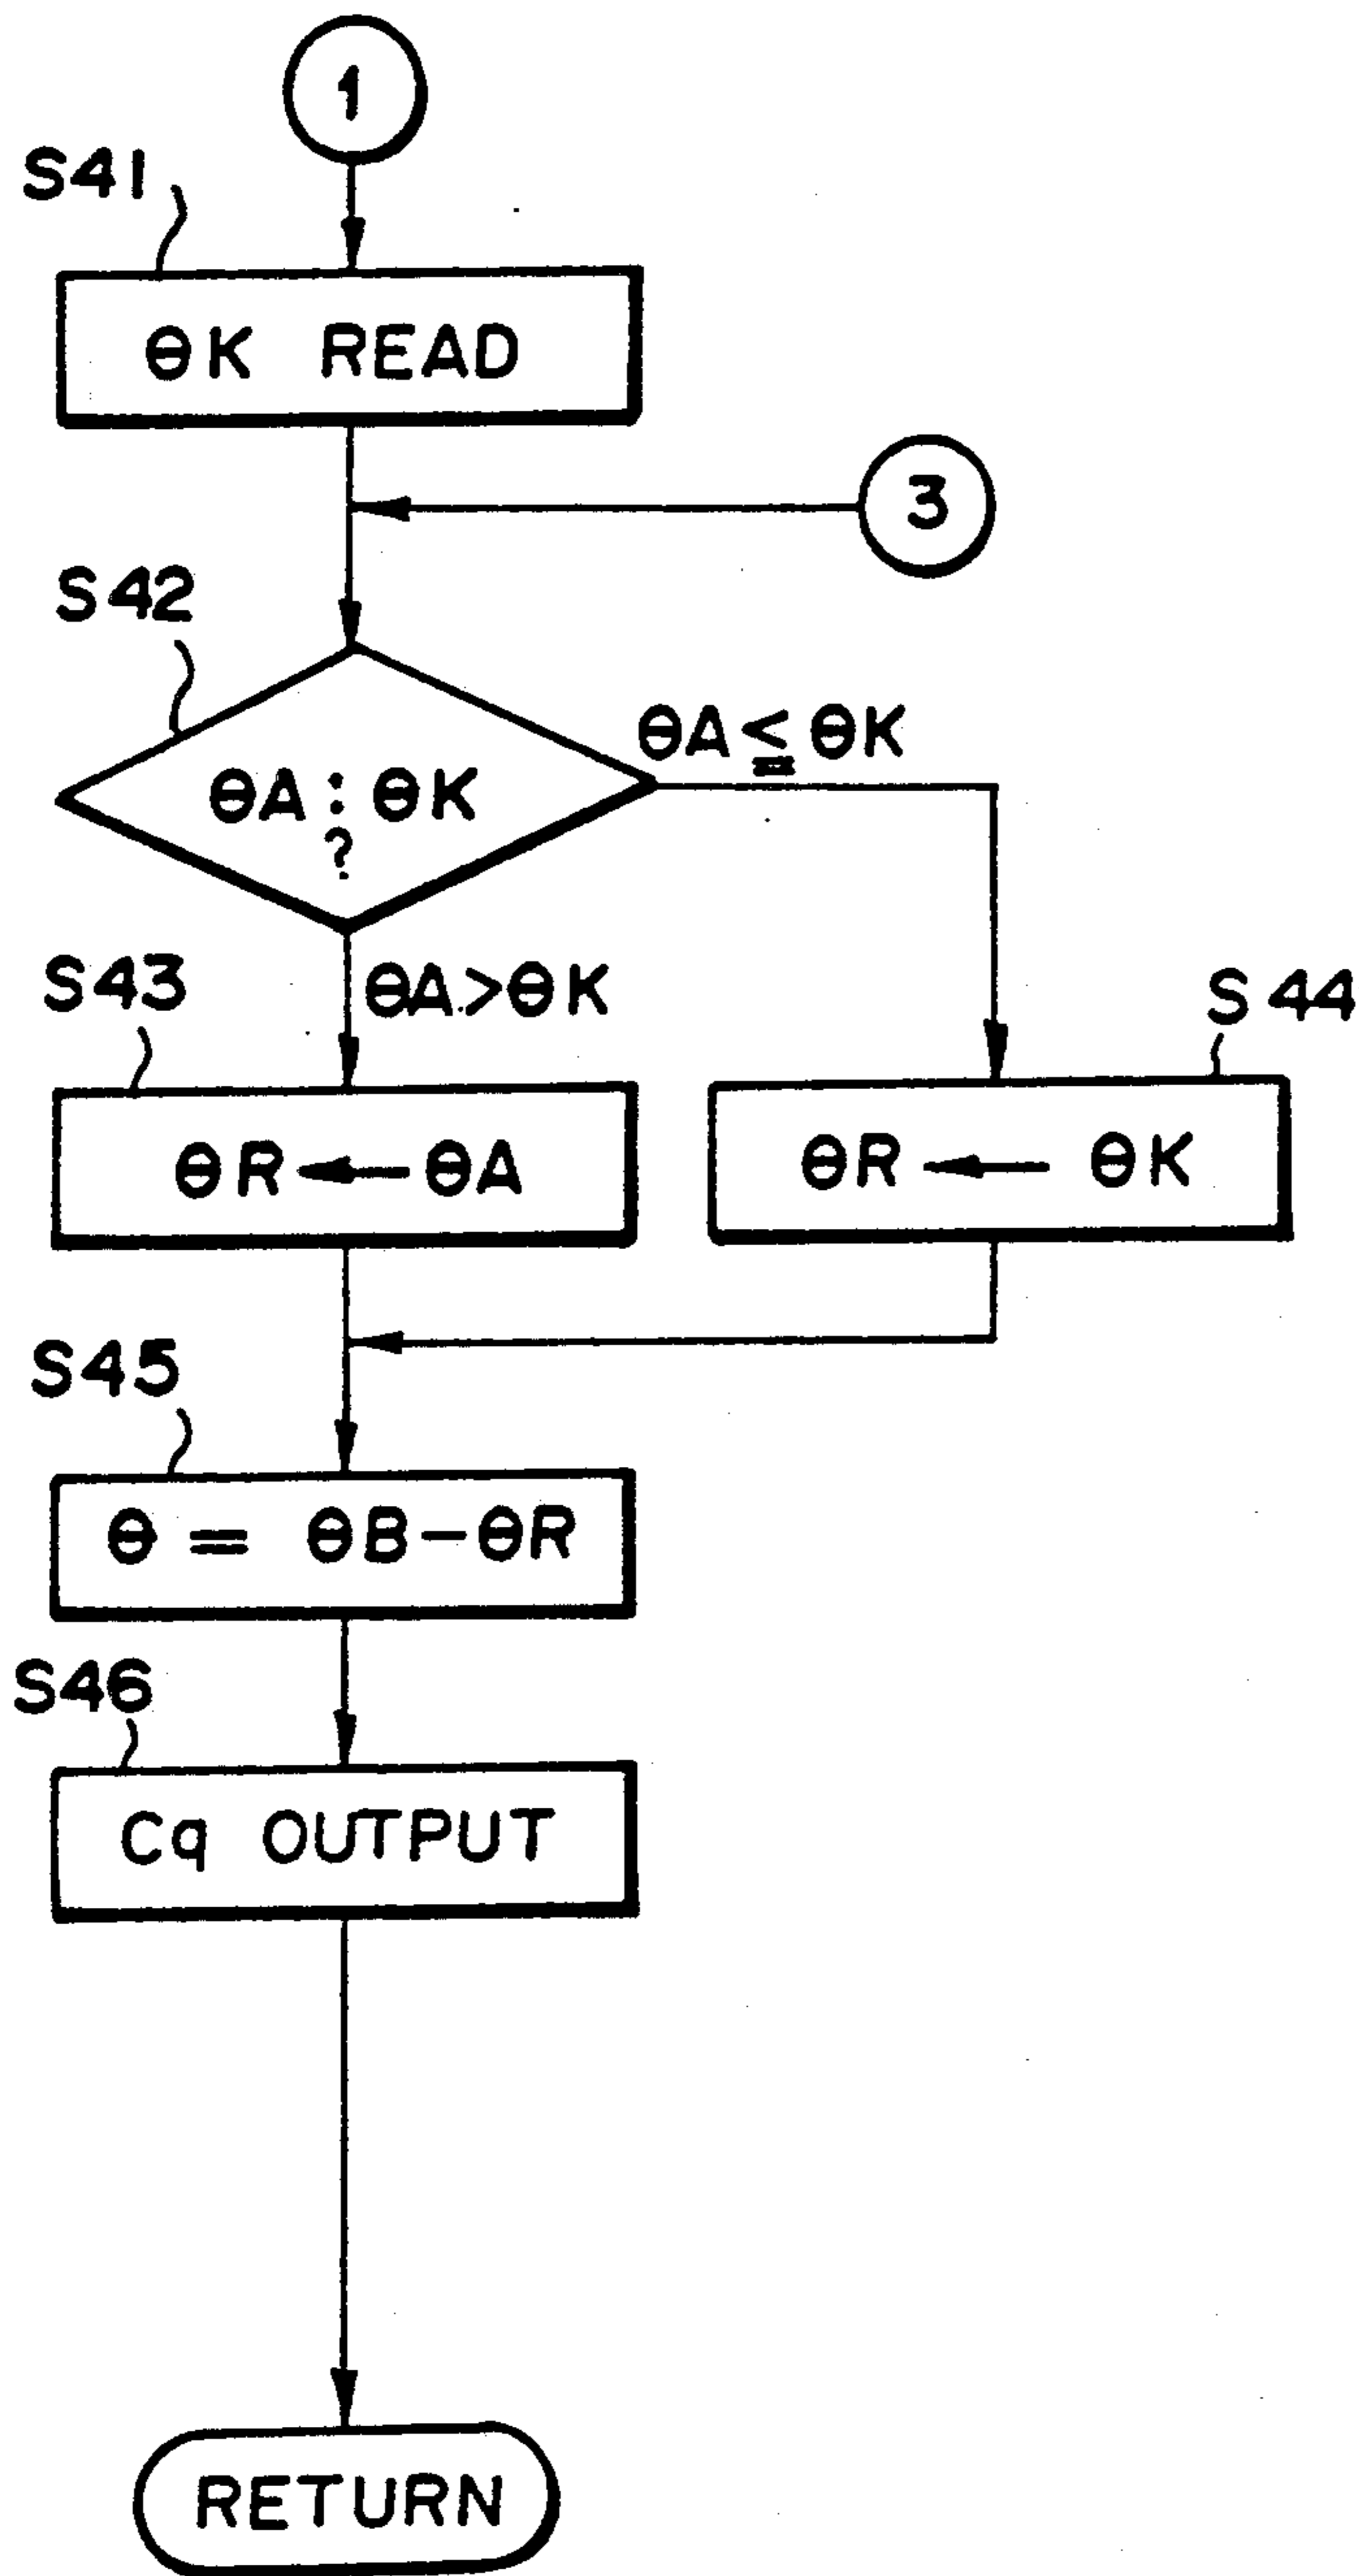 1
S41
θK READ
3
S42
θA ≦ θK
θA : θK
?
S43
θA > θK
S44
θR ← θA
θR ← θK
S45
θ = θB - θR
S46
Cq OUTPUT
RETURN